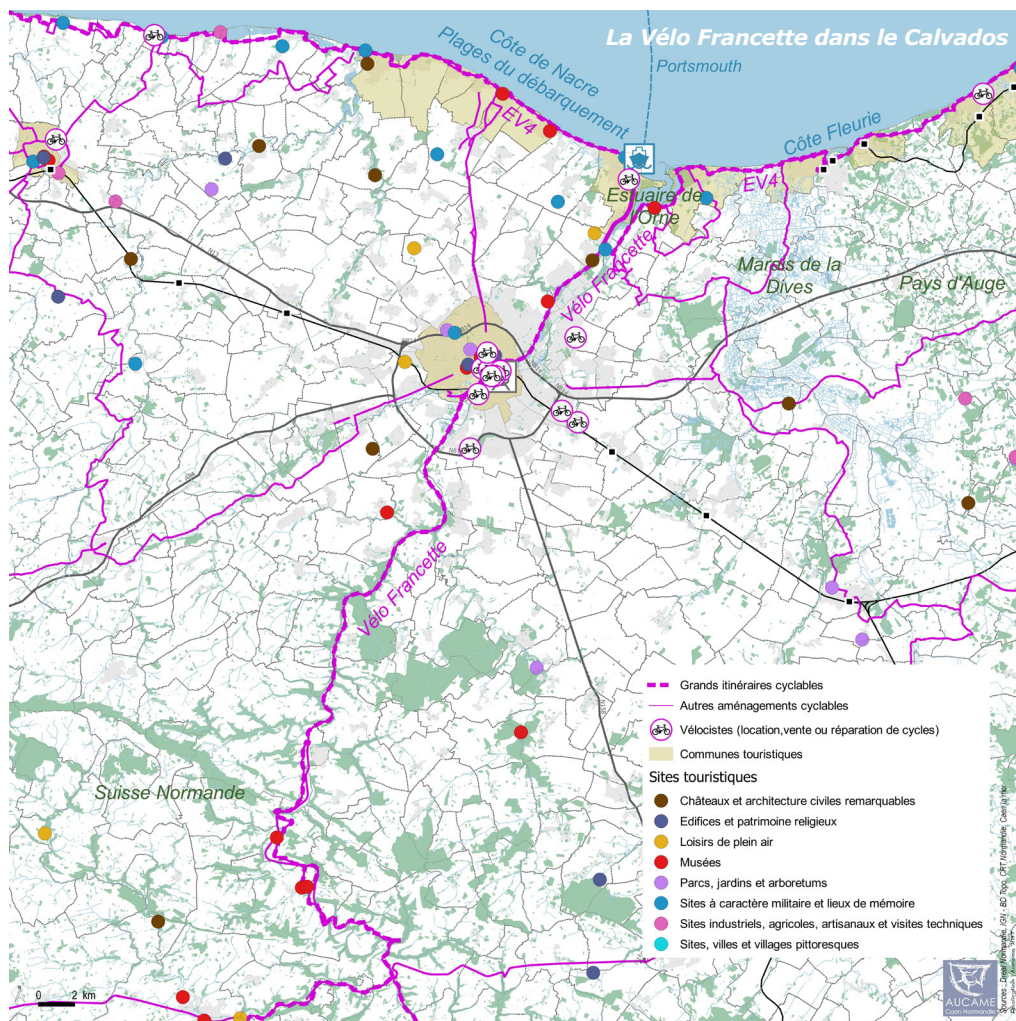 La Vélo Francette dans le Calvados
Côte de Nacre
Plages du débarquement
Portsmouth
EV4
Côte Fleurie
EV4
Estuaire de
l'Orne
Vélo Francette
Marais de la
Dives
Pays d'Auge
Vélo Francette
Suisse Normande
Grands itinéraires cyclables
Autres aménagements cyclables
Vélocistes (location,vente ou réparation de cycles)
Communes touristiques
Sites touristiques
Châteaux et architecture civiles remarquables
Edifices et patrimoine religieux
Loisirs de plein air
Musées
Parcs, jardins et arboretums
Sites à caractère militaire et lieux de mémoire
Sites industriels, agricoles, artisanaux et visites techniques
Sites, villes et villages pittoresques
0 2 km
AUCAME
Caen Normandie